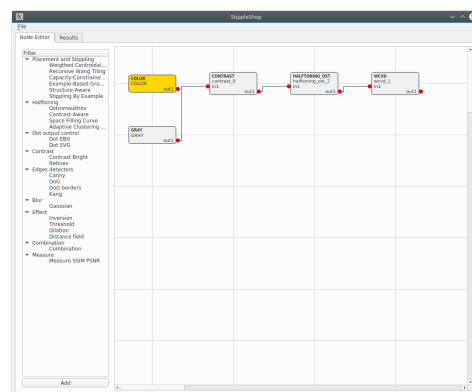 StippleShop
File
Node Editor
Results
Filter
Placement and Stippling
Weigthed Centroidal...
Recursive Wang Tiling
Capacity-Constraine...
Example-Based Gra...
Structure-Aware
Stippling By Example
Halftoning
Ostromoukhov
Contrast-Aware
Space Filling Curve
Adaptive Clustering ...
Dot output control
Dot EBG
Dot SVG
Contrast
Contrast Bright
Retinex
Edges detectors
Canny
DoG
DoG borders
Kang
Blur
Gaussian
Effect
Inversion
Threshold
Dilation
Distance field
Combination
Combination
Measure
Measure SSIM PSNR
Add
COLOR
COLOR
out1
GRAY
GRAY
out1
CONTRAST
contrast_0
in1
out1
HALFTONING_OST
halftoning_ost_2
in1
out1
WCVD
wcvd_1
in1
out1